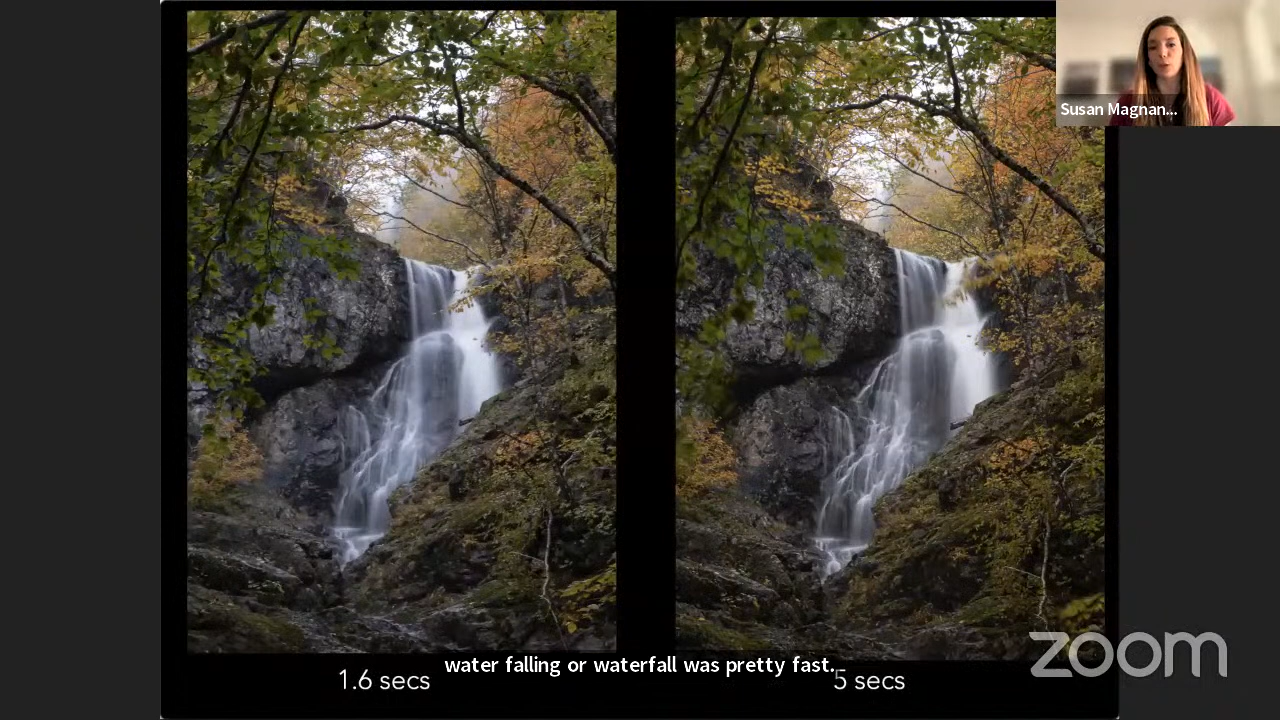 Susan Magnan...
water falling or waterfall was pretty fast.
1.6 secs
5 secs
zoom